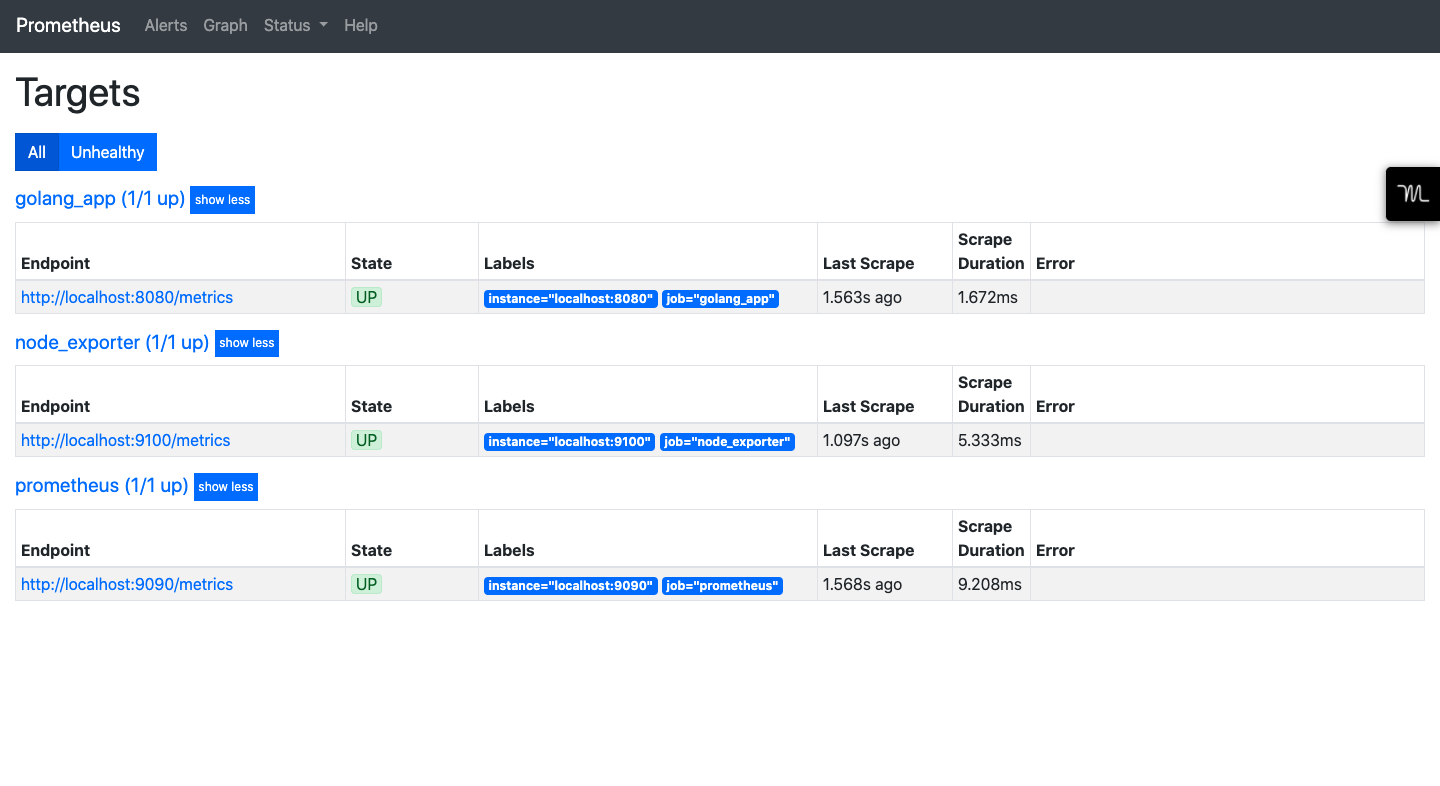 Prometheus Alerts Graph Status Help
Targets
All Unhealthy
golang_app (1/1 up) show less
Endpoint State Labels Last Scrape Scrape Duration Error
http://localhost:8080/metrics UP instance="localhost:8080" job="golang_app" 1.563s ago 1.672ms
node_exporter (1/1 up) show less
Endpoint State Labels Last Scrape Scrape Duration Error
http://localhost:9100/metrics UP instance="localhost:9100" job="node_exporter" 1.097s ago 5.333ms
prometheus (1/1 up) show less
Endpoint State Labels Last Scrape Scrape Duration Error
http://localhost:9090/metrics UP instance="localhost:9090" job="prometheus" 1.568s ago 9.208ms